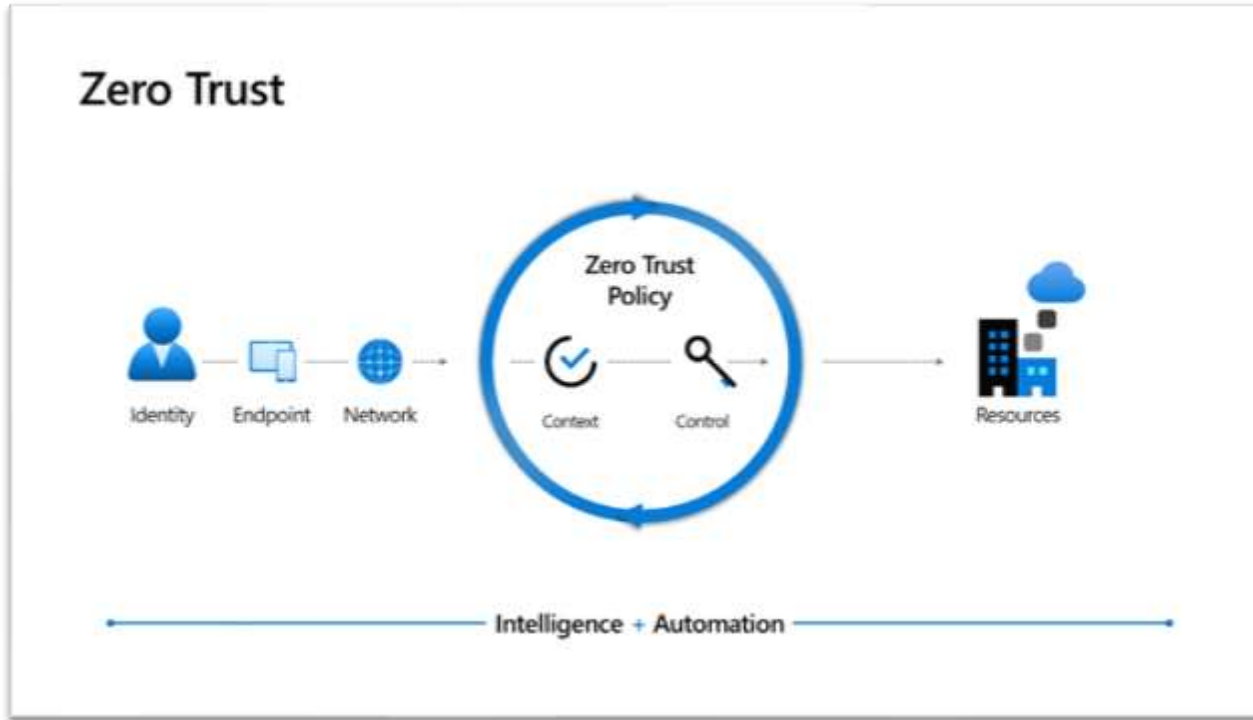 Zero Trust
Zero Trust
Policy
Identity
Endpoint
Network
Context
Control
Resources
Intelligence + Automation